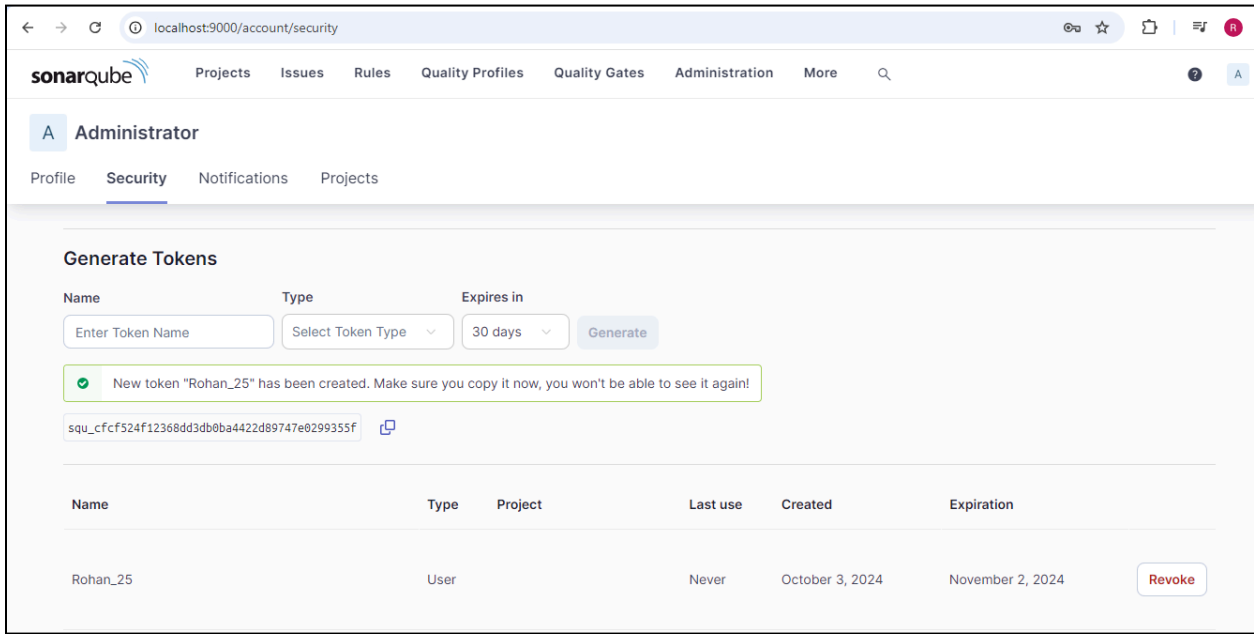 localhost:9000/account/security
R
sonarqube Projects Issues Rules Quality Profiles Quality Gates Administration More ? A
A Administrator
Profile Security Notifications Projects
Generate Tokens
Name Type Expires in
Enter Token Name Select Token Type 30 days Generate
New token "Rohan_25" has been created. Make sure you copy it now, you won't be able to see it again!
squ_cfcf524f12368dd3db0ba4422d89747e0299355f
Name Type Project Last use Created Expiration
Rohan_25 User Never October 3, 2024 November 2, 2024 Revoke